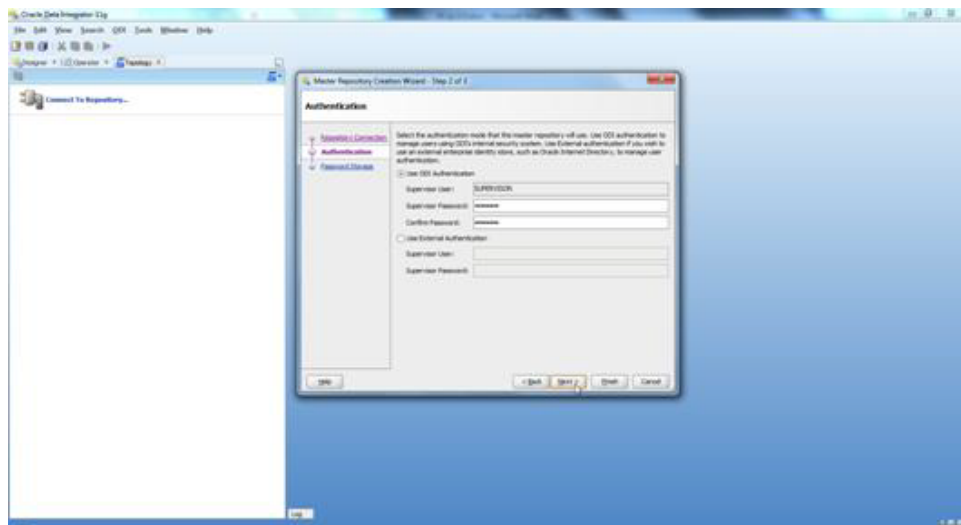 Oracle Data Integrator 11g
File Edit View Search ODI Tools Window Help
Designer Operator Topology
Connect To Repository...
Master Repository Creation Wizard - Step 2 of 3
Authentication
Repository Connection
Authentication
Password Storage
Select the authentication mode that this master repository will use. Use ODI authentication to
manage users using ODI's internal security system. Use External authentication if you wish to
use an external enterprise identity store, such as Oracle Internet Directory, to manage user
authentication.
Use ODI Authentication
Supervisor User: SUPERVISOR
Supervisor Password:
Confirm Password:
Use External Authentication
Supervisor User:
Supervisor Password:
Help < Back Next > Finish Cancel
Log